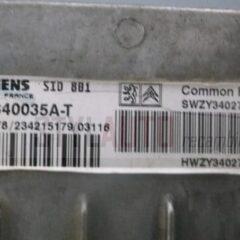 ENS SID 801
FRANCE
Common
340035A-T SWZY34027
78/234215179/03116
HWZY34027